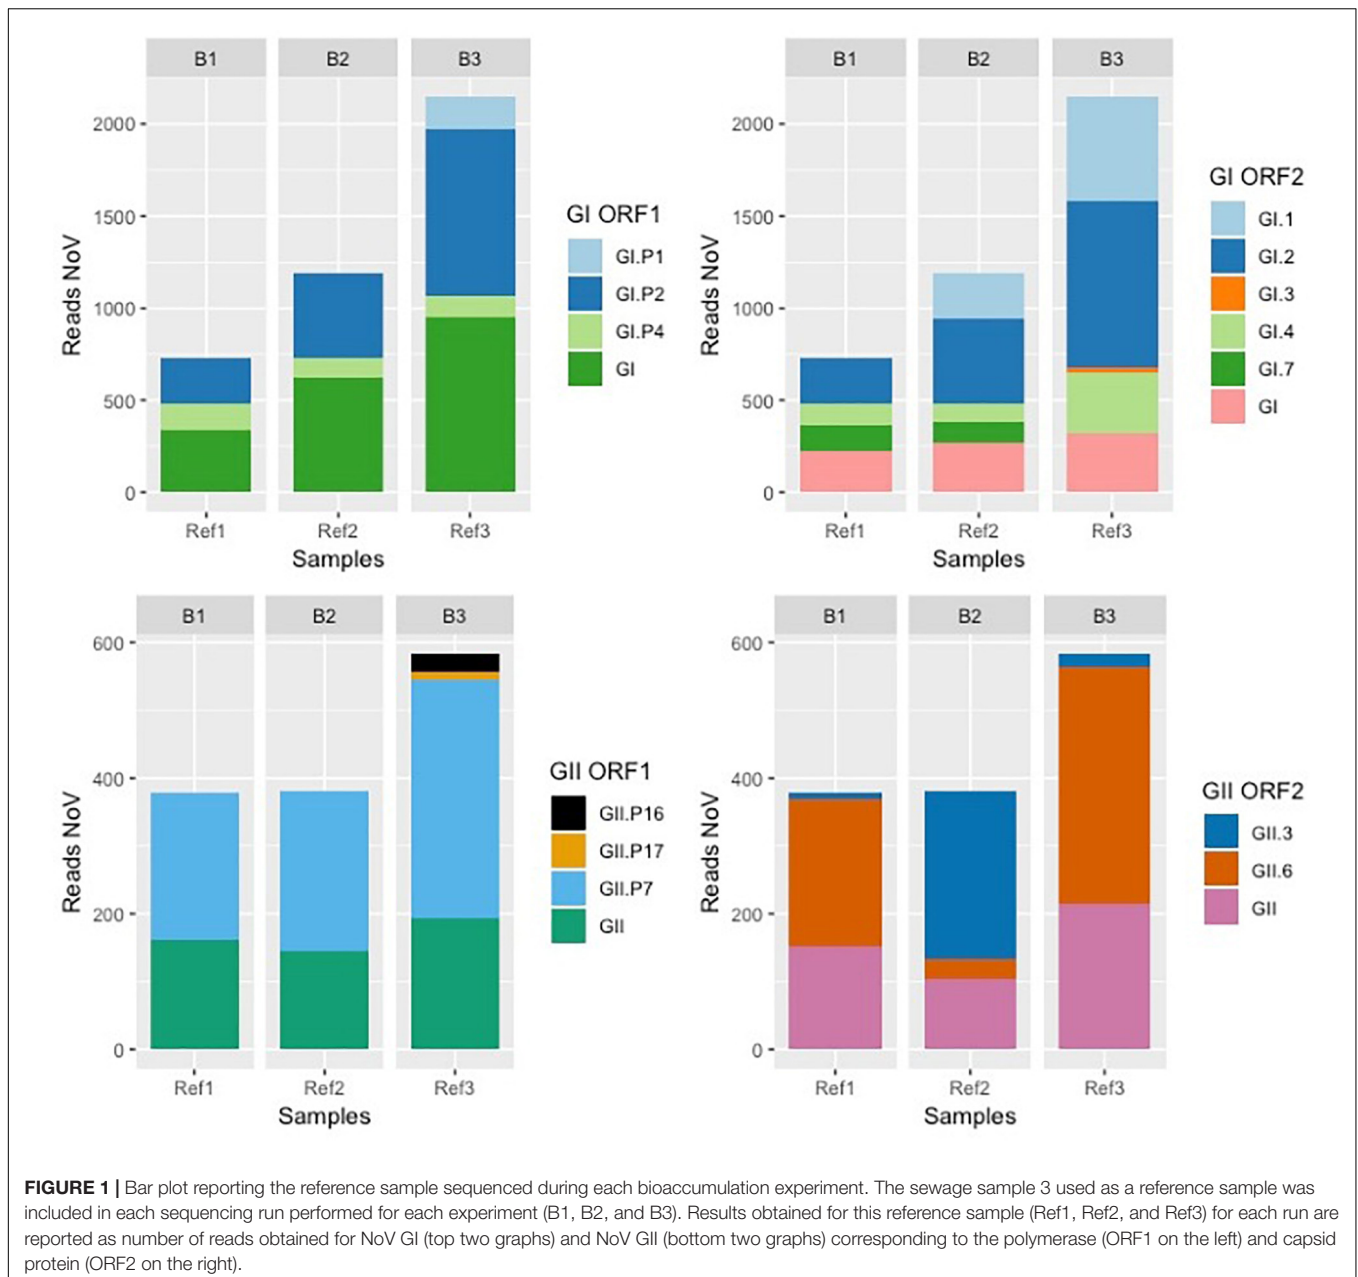 B1 B2 B3
2000
1500
1000
500
0
Reads NoV
Ref1 Ref2 Ref3
Samples
GI ORF1
GI.P1
GI.P2
GI.P4
GI
B1 B2 B3
2000
1500
1000
500
0
Reads NoV
Ref1 Ref2 Ref3
Samples
GI ORF2
GI.1
GI.2
GI.3
GI.4
GI.7
GI
B1 B2 B3
600
400
200
0
Reads NoV
Ref1 Ref2 Ref3
Samples
GII ORF1
GII.P16
GII.P17
GII.P7
GII
B1 B2 B3
600
400
200
0
Reads NoV
Ref1 Ref2 Ref3
Samples
GII ORF2
GII.3
GII.6
GII
FIGURE 1 | Bar plot reporting the reference sample sequenced during each bioaccumulation experiment. The sewage sample 3 used as a reference sample was
included in each sequencing run performed for each experiment (B1, B2, and B3). Results obtained for this reference sample (Ref1, Ref2, and Ref3) for each run are
reported as number of reads obtained for NoV GI (top two graphs) and NoV GII (bottom two graphs) corresponding to the polymerase (ORF1 on the left) and capsid
protein (ORF2 on the right).